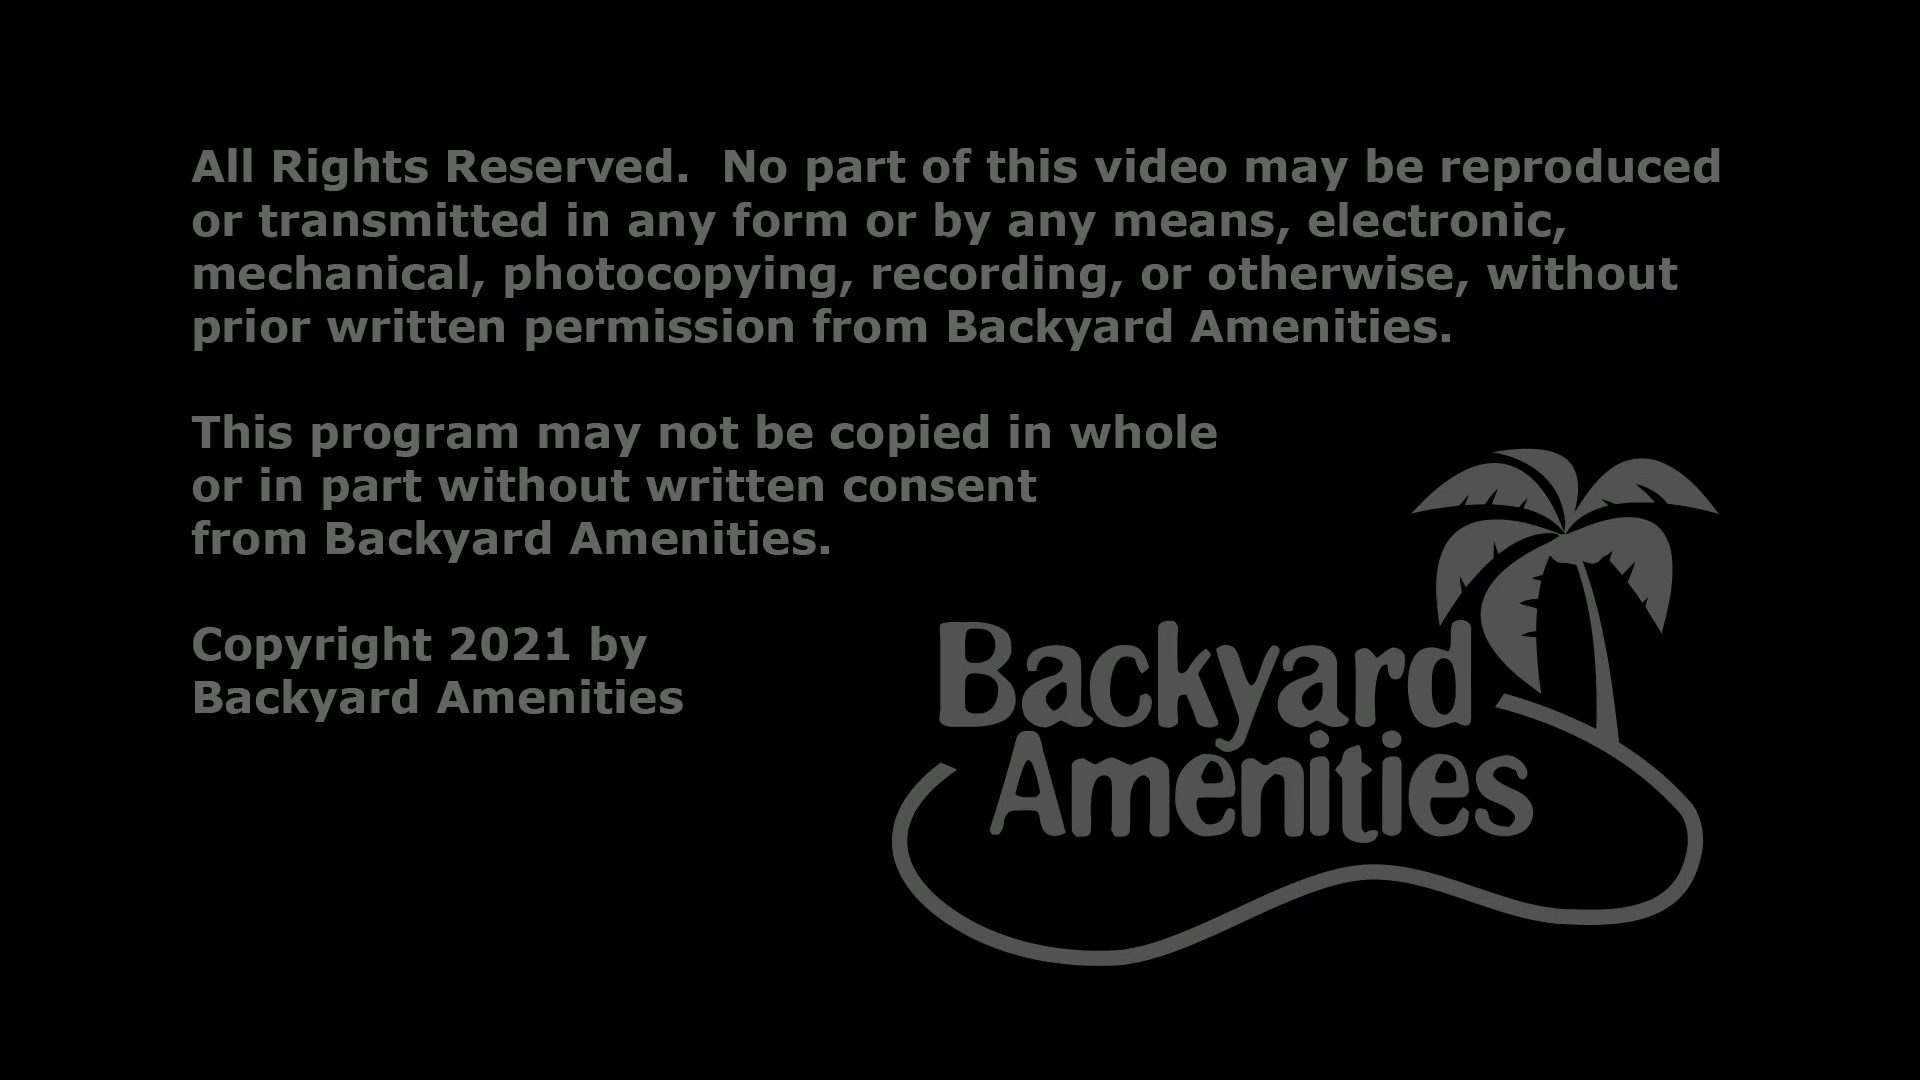 All Rights Reserved.  No part of this video may be reproduced
or transmitted in any form or by any means, electronic,
mechanical, photocopying, recording, or otherwise, without
prior written permission from Backyard Amenities.
This program may not be copied in whole
or in part without written consent
from Backyard Amenities.
Copyright 2021 by
Backyard Amenities
Backyard
Amenities